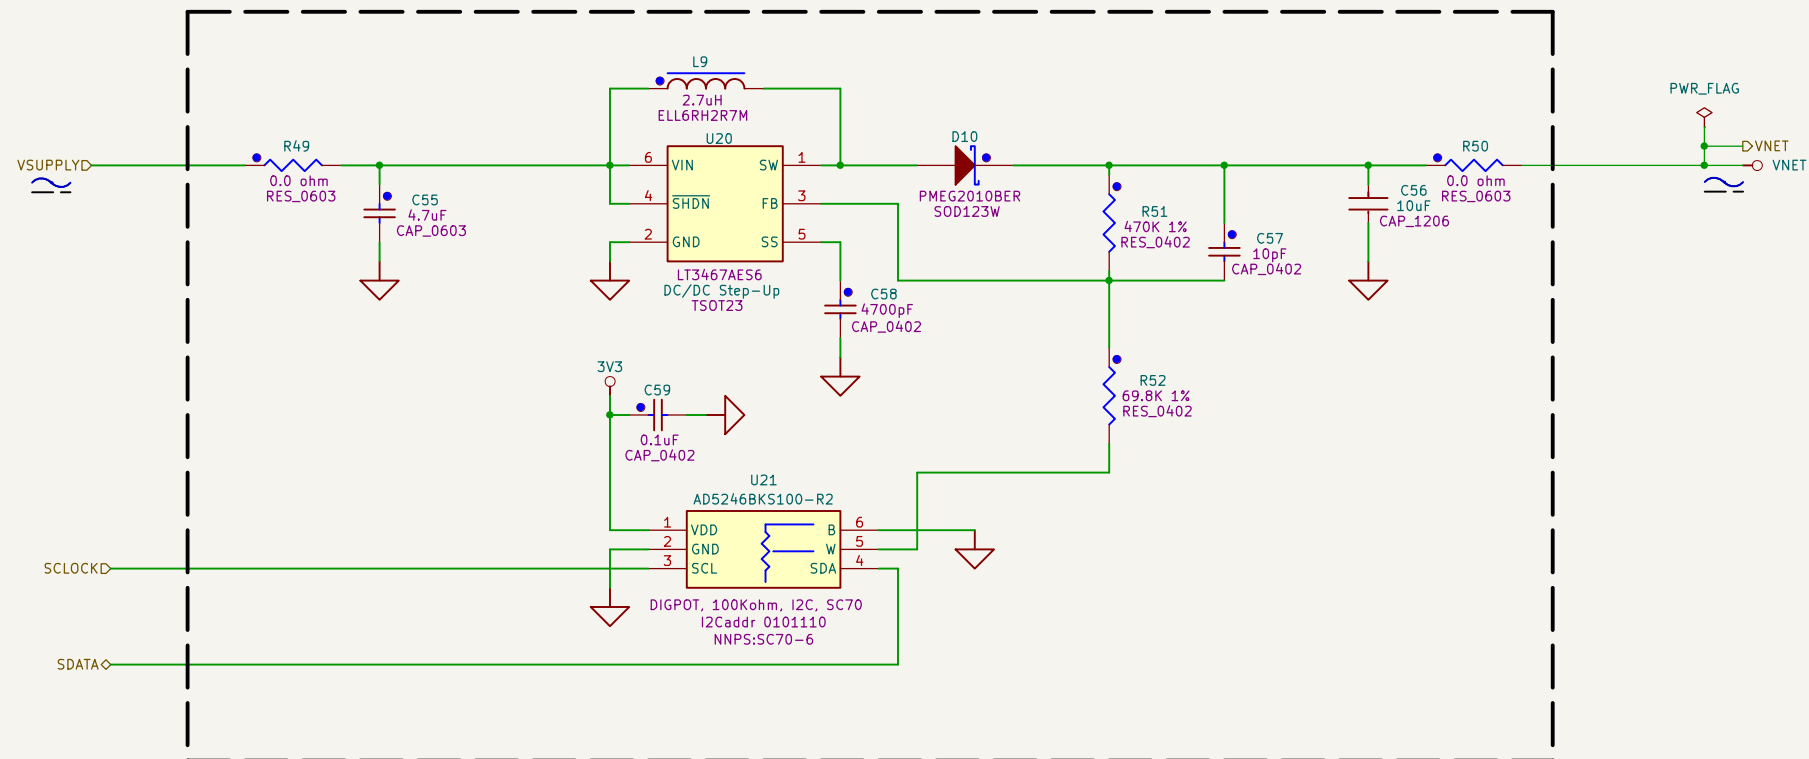 L9
2.7uH
ELL6RH2R7M
PWR_FLAG
VSUPPLY
R49
0.0 ohm
RES_0603
C55
4.7uF
CAP_0603
U20
6 VIN SW 1
4 SHDN FB 3
2 GND SS 5
LT3467AES6
DC/DC Step-Up
TSOT23
D10
PMEG2010BER
SOD123W
R51
470K 1%
RES_0402
C57
10pF
CAP_0402
C56
10uF
CAP_1206
R50
0.0 ohm
RES_0603
VNET
VNET
C58
4700pF
CAP_0402
3V3
C59
0.1uF
CAP_0402
R52
69.8K 1%
RES_0402
U21
AD5246BKS100-R2
1 VDD B 6
2 GND W 5
3 SCL SDA 4
DIGPOT, 100Kohm, I2C, SC70
I2Caddr 0101110
NNPS:SC70-6
SCLOCK
SDATA